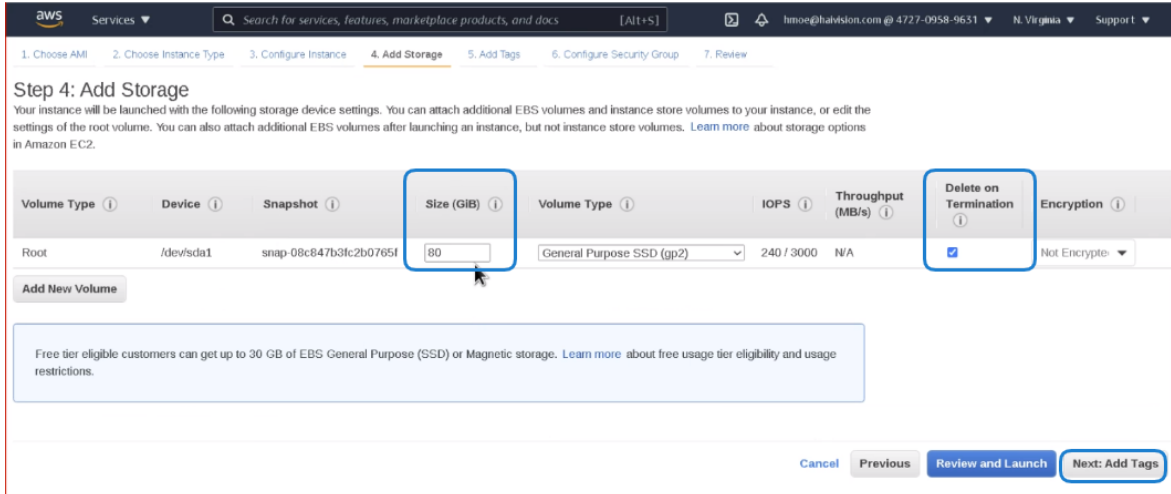 aws Services ▼ Search for services, features, marketplace products, and docs [Alt+S] hmoe@haivision.com @ 4727-0958-9631 ▼ N. Virginia ▼ Support ▼
1. Choose AMI 2. Choose Instance Type 3. Configure Instance 4. Add Storage 5. Add Tags 6. Configure Security Group 7. Review
Step 4: Add Storage
Your instance will be launched with the following storage device settings. You can attach additional EBS volumes and instance store volumes to your instance, or edit the
settings of the root volume. You can also attach additional EBS volumes after launching an instance, but not instance store volumes. Learn more about storage options
in Amazon EC2.
Volume Type Device Snapshot Size (GiB) Volume Type IOPS Throughput (MB/s) Delete on Termination Encryption
Root /dev/sda1 snap-08c847b3fc2b0765f 80 General Purpose SSD (gp2) 240 / 3000 N/A Not Encrypte
Add New Volume
Free tier eligible customers can get up to 30 GB of EBS General Purpose (SSD) or Magnetic storage. Learn more about free usage tier eligibility and usage
restrictions.
Cancel Previous Review and Launch Next: Add Tags